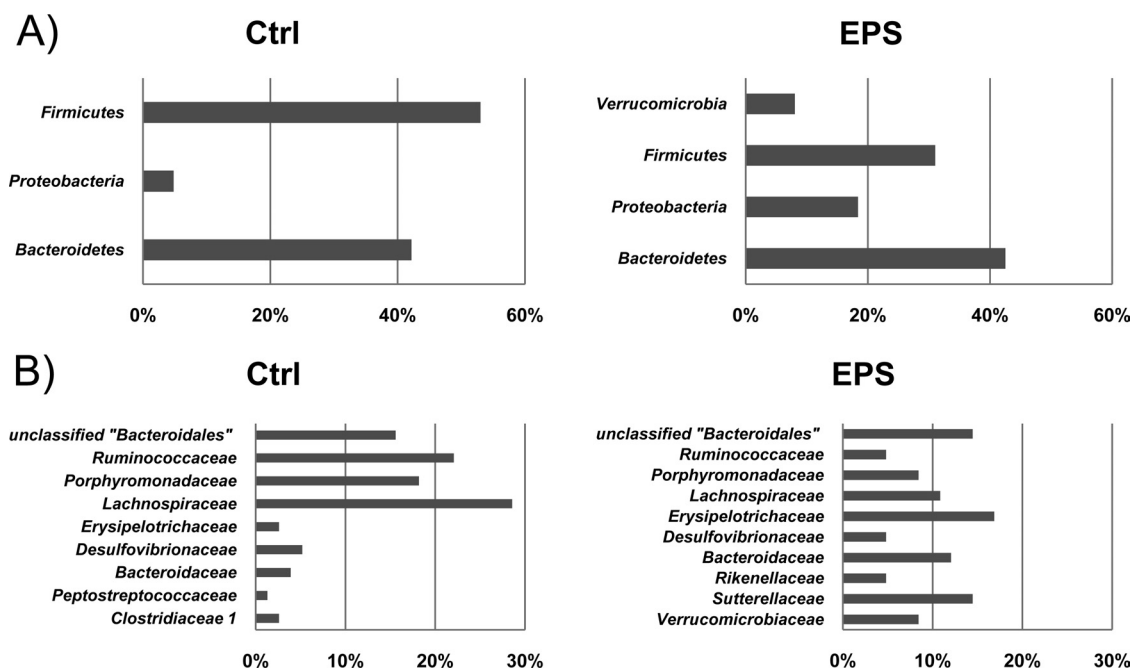 A)
Ctrl
Firmicutes
Proteobacteria
Bacteroidetes
0% 20% 40% 60%
EPS
Verrucomicrobia
Firmicutes
Proteobacteria
Bacteroidetes
0% 20% 40% 60%
B)
Ctrl
unclassified "Bacteroidales"
Ruminococcaceae
Porphyromonadaceae
Lachnospiraceae
Erysipelotrichaceae
Desulfovibrionaceae
Bacteroidaceae
Peptostreptococcaceae
Clostridiaceae 1
0% 10% 20% 30%
EPS
unclassified "Bacteroidales"
Ruminococcaceae
Porphyromonadaceae
Lachnospiraceae
Erysipelotrichaceae
Desulfovibrionaceae
Bacteroidaceae
Rikenellaceae
Sutterellaceae
Verrucomicrobiaceae
0% 10% 20% 30%